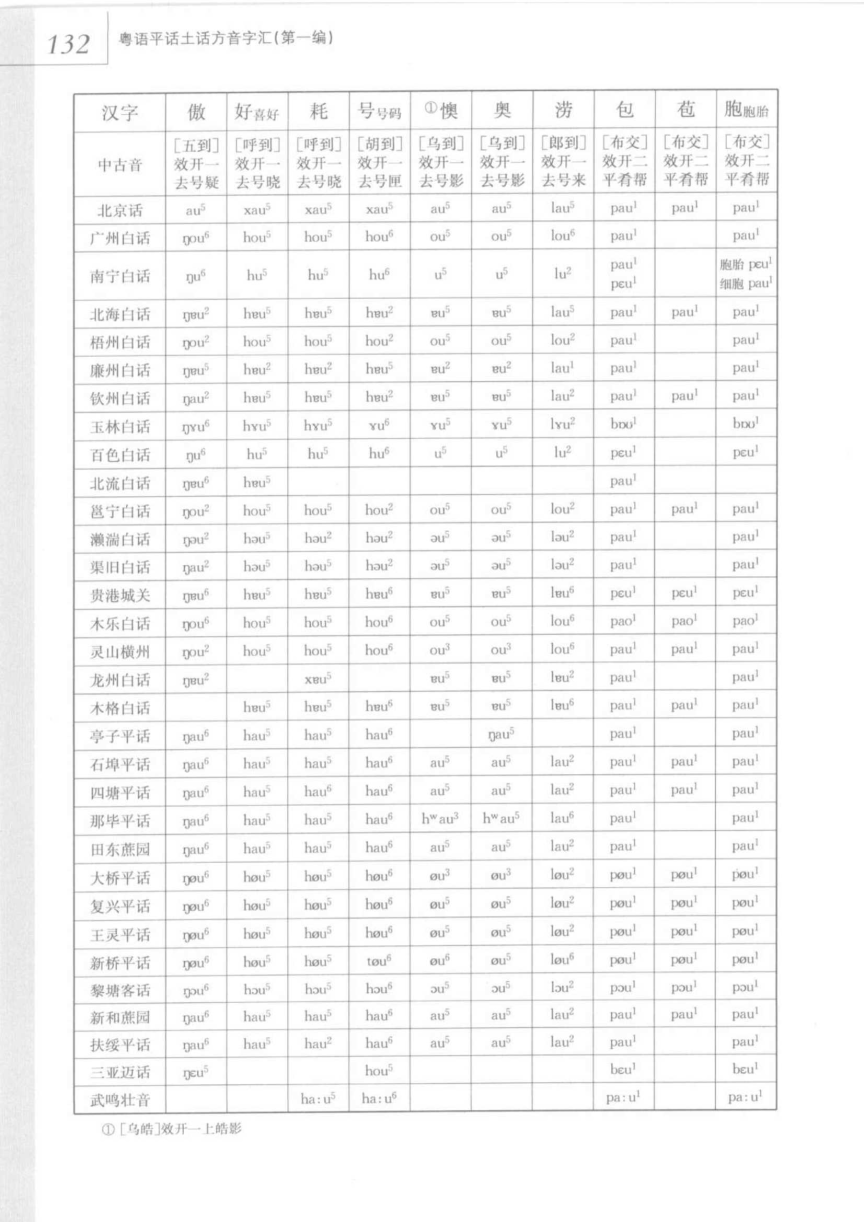 132 粤语平话土话方音字汇(第一编)
汉字 傲 好喜好 耗 号号码 ①懊 奥 涝 包 苞 胞胞胎
中古音 [五到]效开一去号疑 [呼到]效开一去号晓 [呼到]效开一去号晓 [胡到]效开一去号匣 [乌到]效开一去号影 [乌到]效开一去号影 [郎到]效开一去号来 [布交]效开二平肴帮 [布交]效开二平肴帮 [布交]效开二平肴帮
北京话 au⁵ xau⁵ xau⁵ xau⁵ au⁵ au⁵ lau⁵ pau¹ pau¹ pau¹
广州白话 ŋou⁶ hou⁵ hou⁵ hou⁶ ou⁵ ou⁵ lou⁶ pau¹ pau¹
南宁白话 ŋu⁶ hu⁵ hu⁵ hu⁶ u⁵ u⁵ lu² pau¹ pɛu¹ 胞胎 pɛu¹ 细胞 pau¹
北海白话 ŋɐu² hɐu⁵ hɐu⁵ hɐu² ɐu⁵ ɐu⁵ lau⁵ pau¹ pau¹ pau¹
梧州白话 ŋou² hou⁵ hou⁵ hou² ou⁵ ou⁵ lou² pau¹ pau¹
廉州白话 ŋɐu⁵ hɐu² hɐu² hɐu⁵ ɐu² ɐu² lau¹ pau¹ pau¹
钦州白话 ŋau² hɐu⁵ hɐu⁵ hɐu² ɐu⁵ ɐu⁵ lau² pau¹ pau¹ pau¹
玉林白话 ŋɤu⁶ hɤu⁵ hɤu⁵ ɤu⁶ ɤu⁵ ɤu⁵ lɤu² bɒʊ¹ bɒʊ¹
百色白话 ŋu⁶ hu⁵ hu⁵ hu⁶ u⁵ u⁵ lu² pɛu¹ pɛu¹
北流白话 ŋɐu⁶ hɐu⁵ pau¹
邕宁白话 ŋou² hou⁵ hou⁵ hou² ou⁵ ou⁵ lou² pau¹ pau¹ pau¹
濑湍白话 ŋəu² həu⁵ həu² həu² əu⁵ əu⁵ ləu² pau¹ pau¹
渠旧白话 ŋau² həu⁵ həu⁵ həu² əu⁵ əu⁵ ləu² pau¹ pau¹
贵港城关 ŋɐu⁶ hɐu⁵ hɐu⁵ hɐu⁶ ɐu⁵ ɐu⁵ lɐu⁶ pɛu¹ pɛu¹ pɛu¹
木乐白话 ŋou⁶ hou⁵ hou⁵ hou⁶ ou⁵ ou⁵ lou⁶ pao¹ pao¹ pao¹
灵山横州 ŋou² hou⁵ hou⁵ hou⁶ ou³ ou³ lou⁶ pau¹ pau¹ pau¹
龙州白话 ŋɐu² xɐu⁵ ɐu⁵ ɐu⁵ lɐu² pau¹ pau¹
木格白话 hɐu⁵ hɐu⁵ hɐu⁶ ɐu⁵ ɐu⁵ lɐu⁶ pau¹ pau¹ pau¹
亭子平话 ŋau⁶ hau⁵ hau⁵ hau⁶ ŋau⁵ pau¹ pau¹
石埠平话 ŋau⁶ hau⁵ hau⁵ hau⁶ au⁵ au⁵ lau² pau¹ pau¹ pau¹
四塘平话 ŋau⁶ hau⁵ hau⁶ hau⁶ au⁵ au⁵ lau² pau¹ pau¹ pau¹
那毕平话 ŋau⁶ hau⁵ hau⁵ hau⁶ hʷau³ hʷau⁵ lau⁶ pau¹ pau¹
田东蔗园 ŋau⁶ hau⁵ hau⁵ hau⁶ au⁵ au⁵ lau² pau¹ pau¹
大桥平话 ŋøu⁶ høu⁵ høu⁵ høu⁶ øu³ øu³ løu² pøu¹ pøu¹ pøu¹
复兴平话 ŋøu⁶ høu⁵ høu⁵ høu⁶ øu⁵ øu⁵ løu² pøu¹ pøu¹ pøu¹
王灵平话 ŋøu⁶ høu⁵ høu⁵ høu⁶ øu⁵ øu⁵ løu² pøu¹ pøu¹ pøu¹
新桥平话 ŋøu⁶ høu⁵ høu⁵ tøu⁶ øu⁶ øu⁵ løu⁶ pøu¹ pøu¹ pøu¹
黎塘客话 ŋɔu⁶ hɔu⁵ hɔu⁵ hɔu⁶ ɔu⁵ ɔu⁵ lɔu² pɔu¹ pɔu¹ pɔu¹
新和蔗园 ŋau⁶ hau⁵ hau⁵ hau⁶ au⁵ au⁵ lau² pau¹ pau¹ pau¹
扶绥平话 ŋau⁶ hau⁵ hau² hau⁶ au⁵ au⁵ lau² pau¹ pau¹
三亚迈话 ŋɛu⁵ hou⁵ bɛu¹ bɛu¹
武鸣壮音 ha:u⁵ ha:u⁶ pa:u¹ pa:u¹
①[乌皓]效开一上皓影